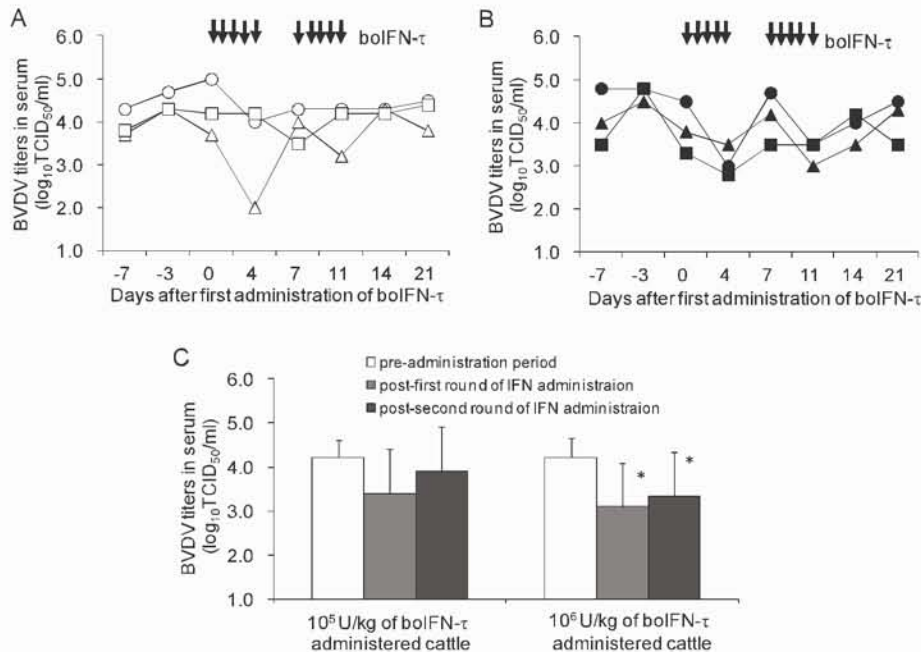 A
boIFN-τ
6.0
5.0
4.0
3.0
2.0
1.0
BVDV titers in serum
(log₁₀TCID₅₀/ml)
-7 -3 0 4 7 11 14 21
Days after first administration of boIFN-τ
B
boIFN-τ
6.0
5.0
4.0
3.0
2.0
1.0
BVDV titers in serum
(log₁₀TCID₅₀/ml)
-7 -3 0 4 7 11 14 21
Days after first administration of boIFN-τ
C
pre-administration period
post-first round of IFN administraion
post-second round of IFN administraion
6.0
5.0
4.0
3.0
2.0
1.0
BVDV titers in serum
(log₁₀TCID₅₀/ml)
* *
10⁵ U/kg of boIFN-τ
administered cattle
10⁶ U/kg of boIFN-τ
administered cattle